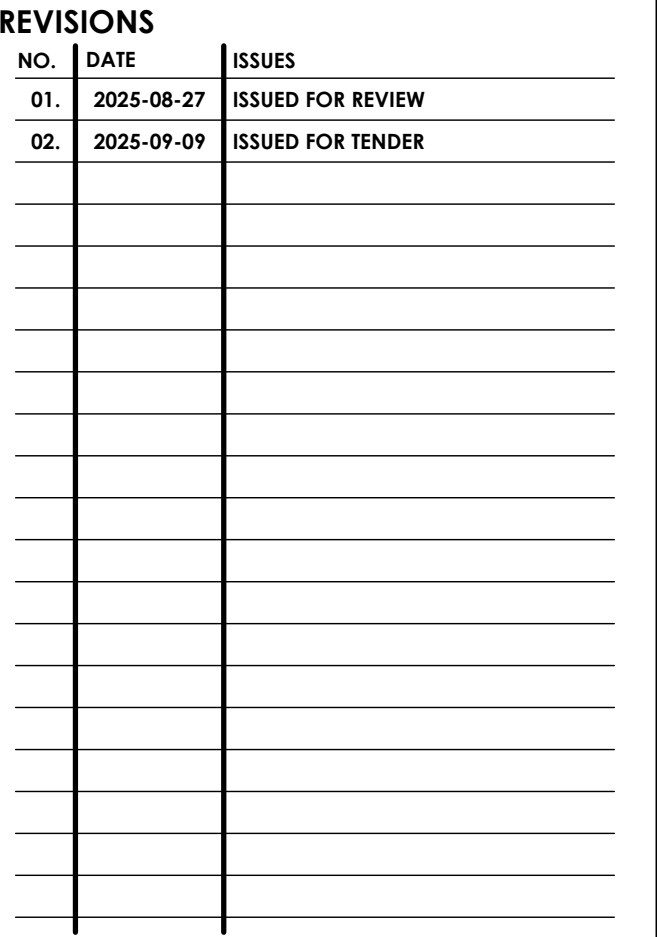 REVISIONS
NO. DATE ISSUES
01. 2025-08-27 ISSUED FOR REVIEW
02. 2025-09-09 ISSUED FOR TENDER